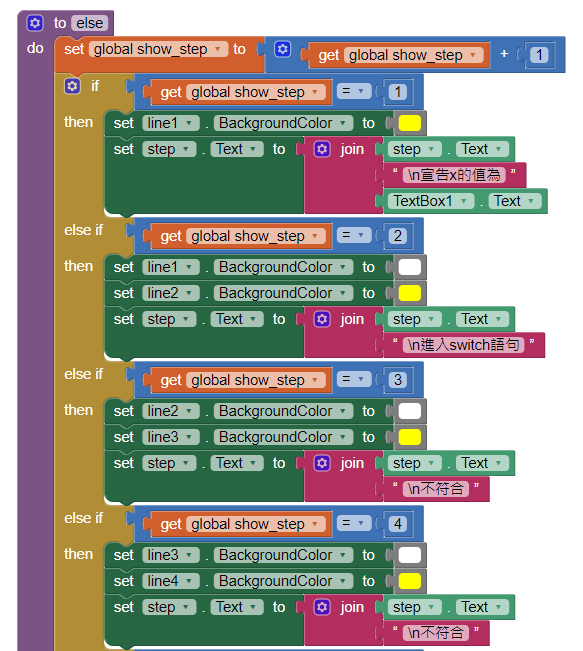 to else
do set global show_step to get global show_step + 1
if get global show_step = 1
then set line1 . BackgroundColor to
set step . Text to join step . Text
“ \n宣告x的值為 ”
TextBox1 . Text
else if get global show_step = 2
then set line1 . BackgroundColor to
set line2 . BackgroundColor to
set step . Text to join step . Text
“ \n進入switch語句 ”
else if get global show_step = 3
then set line2 . BackgroundColor to
set line3 . BackgroundColor to
set step . Text to join step . Text
“ \n不符合 ”
else if get global show_step = 4
then set line3 . BackgroundColor to
set line4 . BackgroundColor to
set step . Text to join step . Text
“ \n不符合 ”